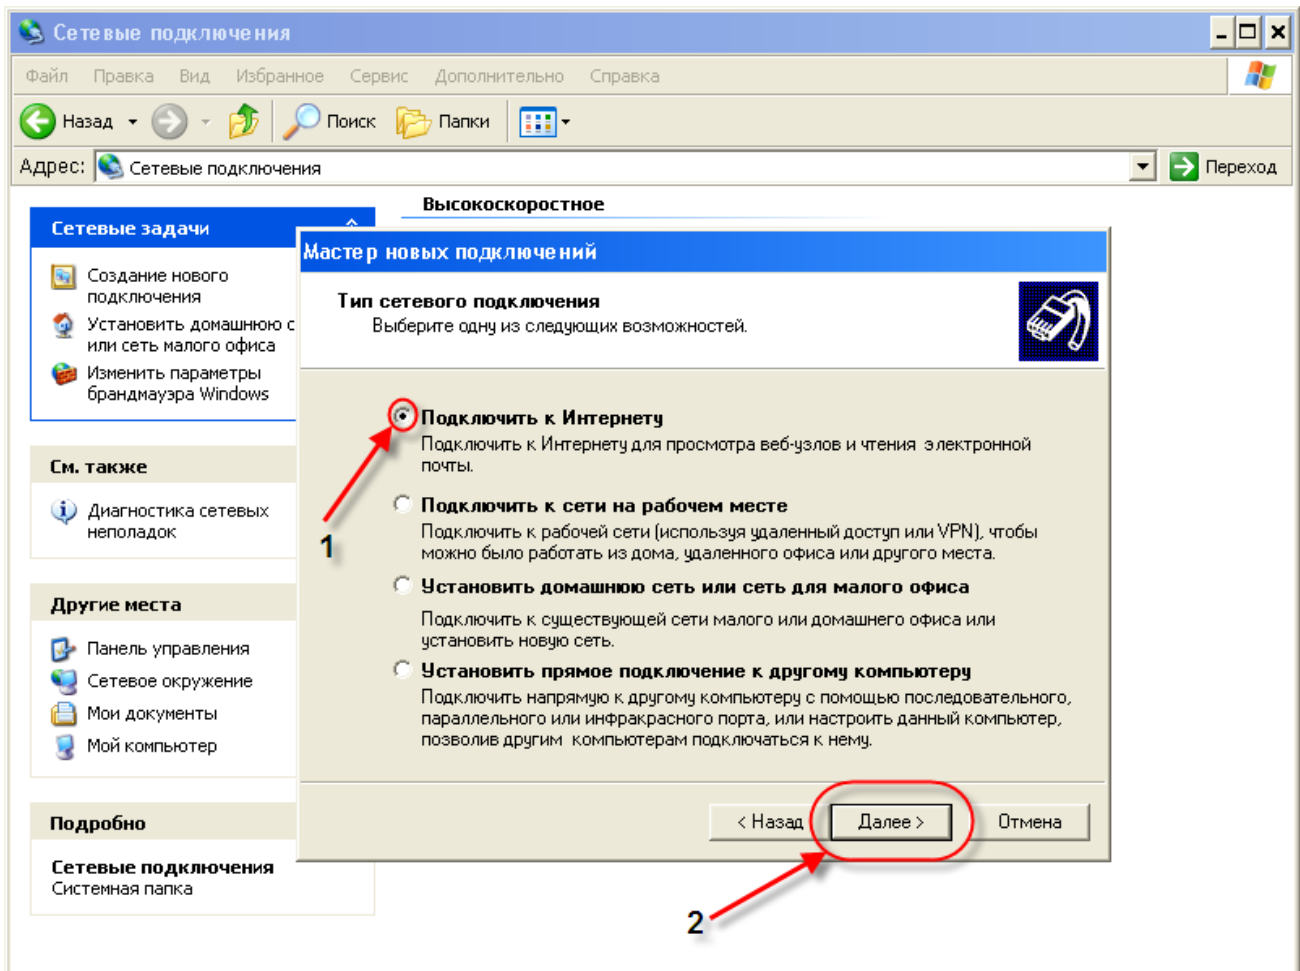 Сетевые подключения
Файл Правка Вид Избранное Сервис Дополнительно Справка
Назад Поиск Папки
Адрес: Сетевые подключения Переход
Высокоскоростное
Сетевые задачи
Создание нового
подключения
Установить домашнюю с
или сеть малого офиса
Изменить параметры
брандмауэра Windows
См. также
Диагностика сетевых
неполадок
Другие места
Панель управления
Сетевое окружение
Мои документы
Мой компьютер
Подробно
Сетевые подключения
Системная папка
Мастер новых подключений
Тип сетевого подключения
Выберите одну из следующих возможностей.
Подключить к Интернету
Подключить к Интернету для просмотра веб-узлов и чтения электронной
почты.
1
Подключить к сети на рабочем месте
Подключить к рабочей сети (используя удаленный доступ или VPN), чтобы
можно было работать из дома, удаленного офиса или другого места.
Установить домашнюю сеть или сеть для малого офиса
Подключить к существующей сети малого или домашнего офиса или
установить новую сеть.
Установить прямое подключение к другому компьютеру
Подключить напрямую к другому компьютеру с помощью последовательного,
параллельного или инфракрасного порта, или настроить данный компьютер,
позволив другим компьютерам подключаться к нему.
< Назад Далее > Отмена
2